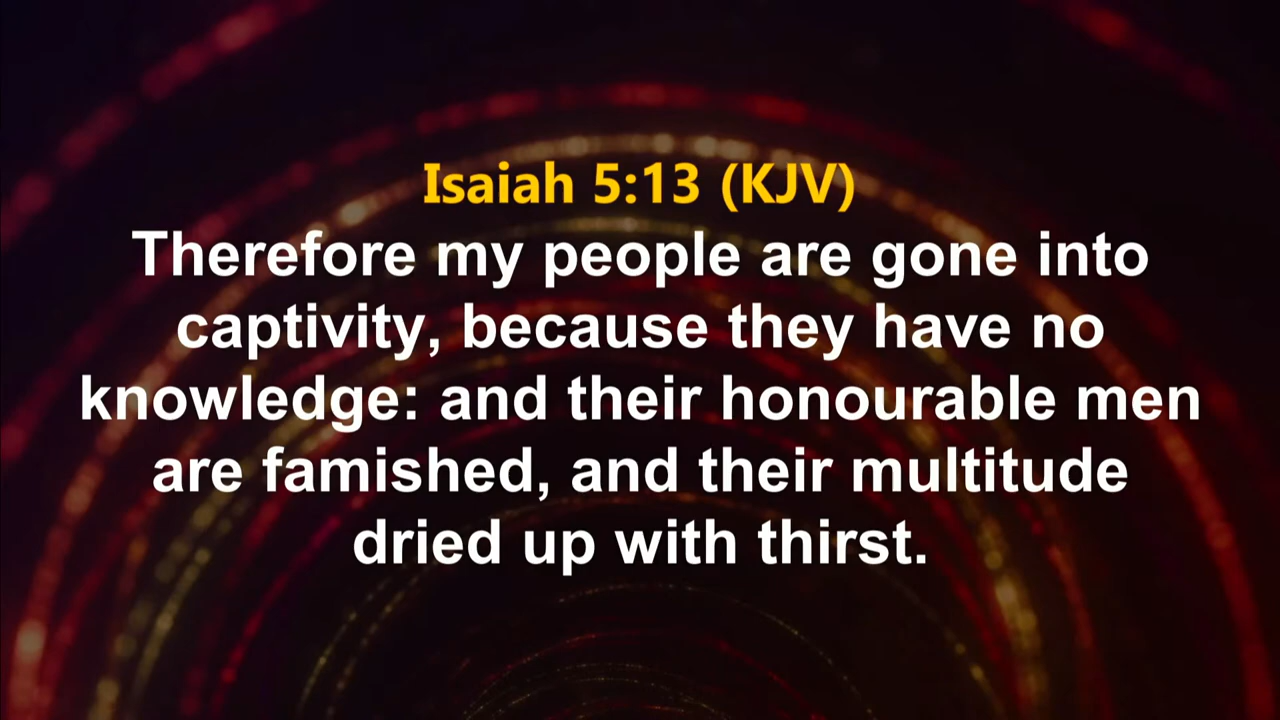 Isaiah 5:13 (KJV)
Therefore my people are gone into
captivity, because they have no
knowledge: and their honourable men
are famished, and their multitude
dried up with thirst.